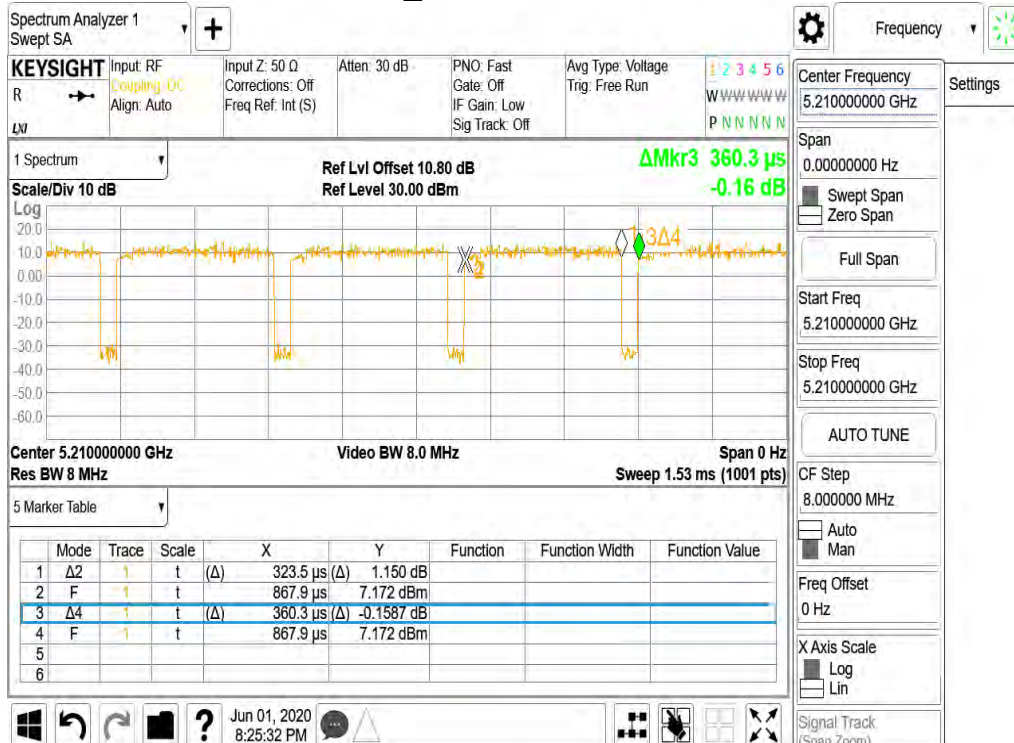 Spectrum Analyzer 1
Swept SA
Frequency
KEYSIGHT
R
LXI
Input: RF
Coupling: DC
Align: Auto
Input Z: 50 Ω
Corrections: Off
Freq Ref: Int (S)
Atten: 30 dB
PNO: Fast
Gate: Off
IF Gain: Low
Sig Track: Off
Avg Type: Voltage
Trig: Free Run
1 2 3 4 5 6
W W W W W W
P N N N N N
Center Frequency
5.210000000 GHz
Settings
Span
0.00000000 Hz
Swept Span
Zero Span
Full Span
Start Freq
5.210000000 GHz
Stop Freq
5.210000000 GHz
AUTO TUNE
CF Step
8.000000 MHz
Auto
Man
Freq Offset
0 Hz
X Axis Scale
Log
Lin
Signal Track
(Span Zoom)
1 Spectrum
Scale/Div 10 dB
Ref Lvl Offset 10.80 dB
Ref Level 30.00 dBm
ΔMkr3 360.3 µs
-0.16 dB
Log
20.0
10.0
0.00
-10.0
-20.0
-30.0
-40.0
-50.0
-60.0
3Δ4
Center 5.210000000 GHz
Video BW 8.0 MHz
Span 0 Hz
Res BW 8 MHz
Sweep 1.53 ms (1001 pts)
5 Marker Table
Mode Trace Scale X Y Function Function Width Function Value
1 Δ2 1 t (Δ) 323.5 µs (Δ) 1.150 dB
2 F 1 t 867.9 µs 7.172 dBm
3 Δ4 1 t (Δ) 360.3 µs (Δ) -0.1587 dB
4 F 1 t 867.9 µs 7.172 dBm
5
6
?
Jun 01, 2020
8:25:32 PM